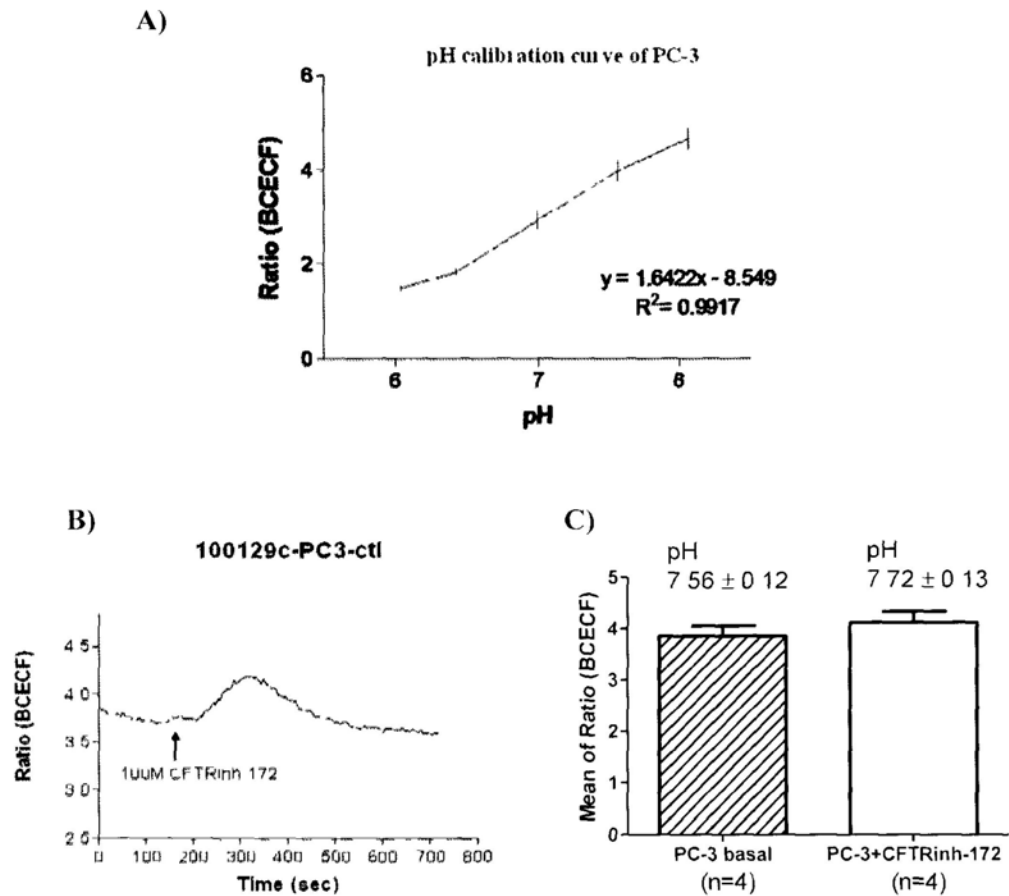 A)
pH calibration curve of PC-3
Ratio (BCECF)
6
4
2
0
6
7
8
pH
y = 1.6422x - 8.549
R²= 0.9917
B)
100129c-PC3-ctl
Ratio (BCECF)
4 5
4 0
3.5
3 0
2 5
0
100
200
300
400
500
600
700
800
100uM CFTRinh 172
Time (sec)
C)
pH
7 56 ± 0 12
pH
7 72 ± 0 13
Mean of Ratio (BCECF)
5
4
3
2
1
0
PC-3 basal
(n=4)
PC-3+CFTRinh-172
(n=4)